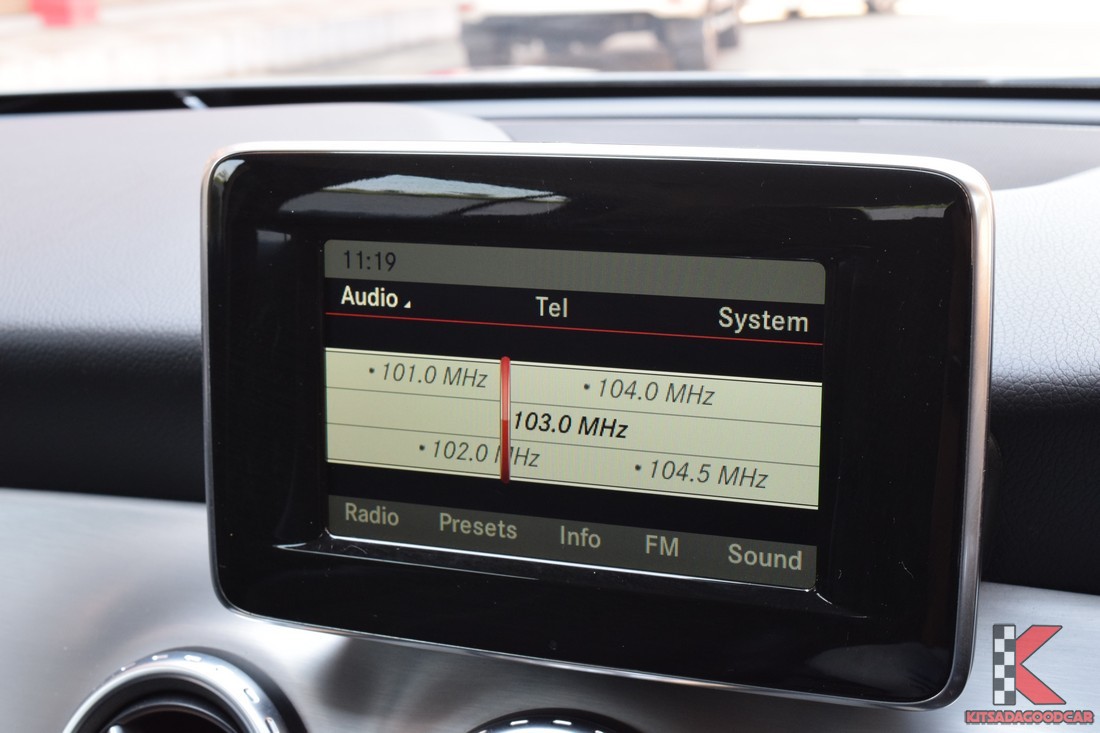 11:19
Audio Tel System
• 101.0 MHz • 104.0 MHz
103.0 MHz
• 102.0 MHz • 104.5 MHz
Radio Presets Info FM Sound
K
KITSADAGOODCAR